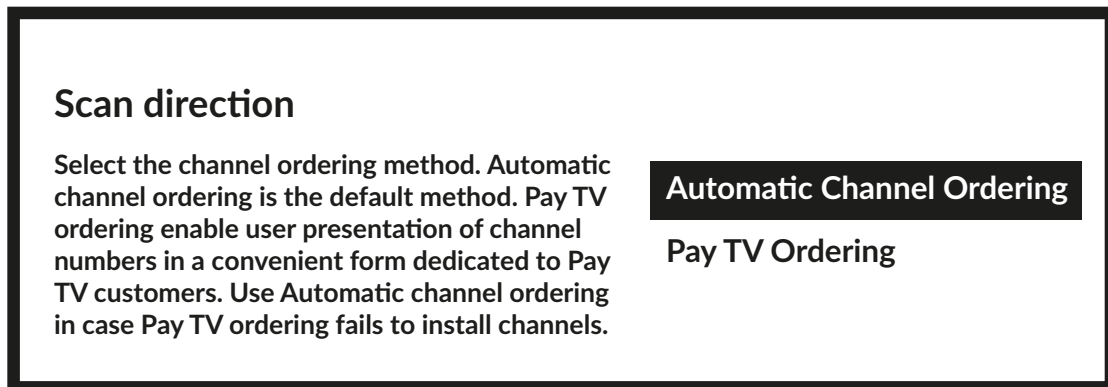 Scan direction
Select the channel ordering method. Automatic
channel ordering is the default method. Pay TV
ordering enable user presentation of channel
numbers in a convenient form dedicated to Pay
TV customers. Use Automatic channel ordering
in case Pay TV ordering fails to install channels.
Automatic Channel Ordering
Pay TV Ordering